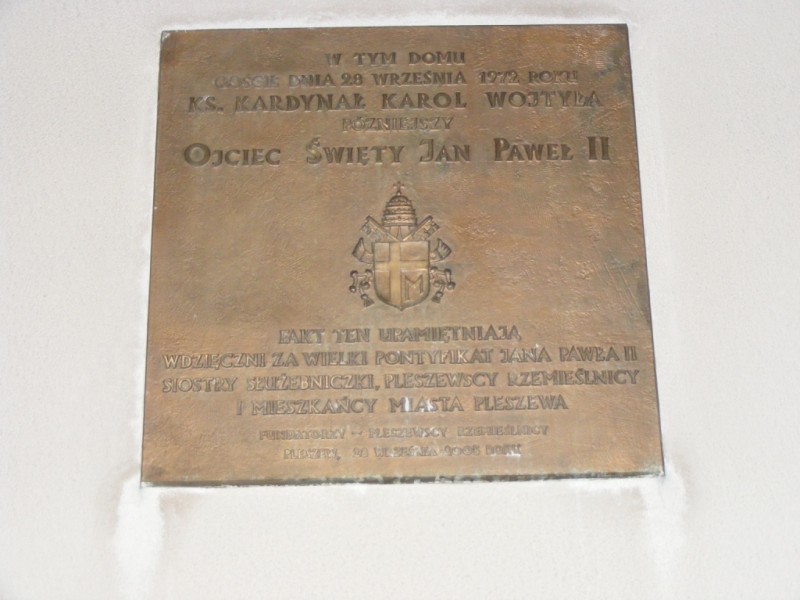 W TYM DOMU
GOŚCIŁ DNIA 28 WRZEŚNIA 1972 ROKU
KS. KARDYNAŁ KAROL WOJTYŁA
PÓŹNIEJSZY
OJCIEC ŚWIĘTY JAN PAWEŁ II
M
FAKT TEN UPAMIĘTNIAJĄ
WDZIĘCZNI ZA WIELKI PONTYFIKAT JANA PAWŁA II
SIOSTRY SŁUŻEBNICZKI, PLESZEWSCY RZEMIEŚLNICY
I MIESZKAŃCY MIASTA PLESZEWA
FUNDATORZY - PLESZEWSCY RZEMIEŚLNICY
ROKU